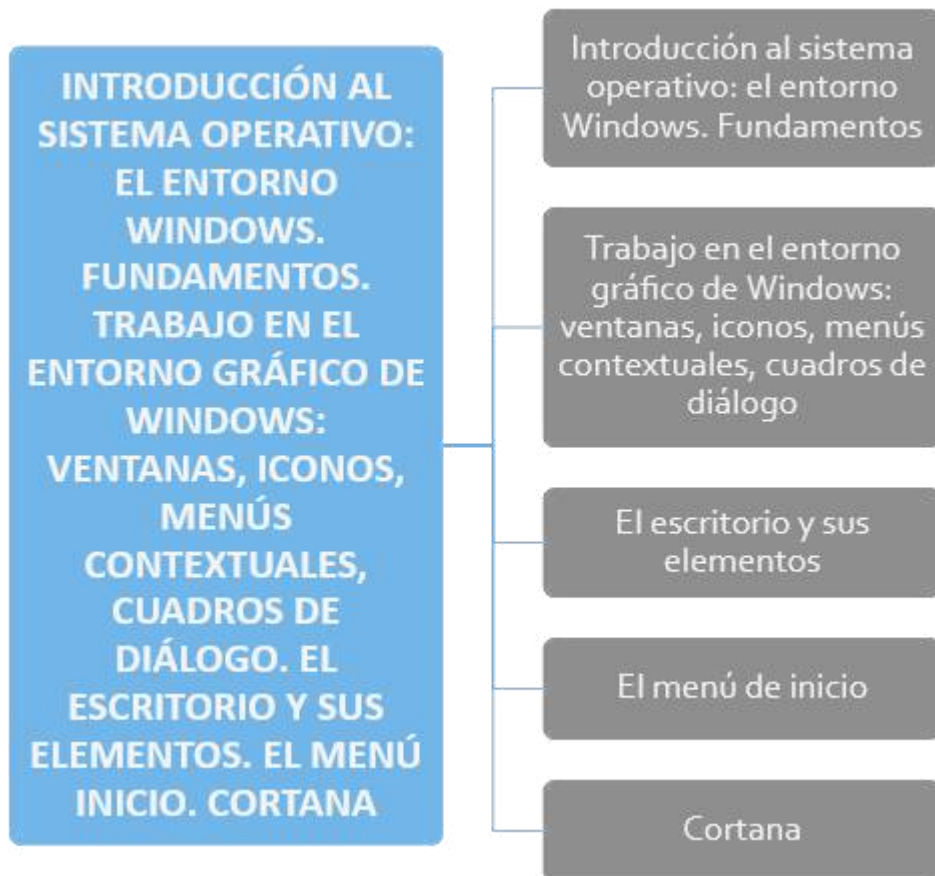 INTRODUCCIÓN AL
SISTEMA OPERATIVO:
EL ENTORNO
WINDOWS.
FUNDAMENTOS.
TRABAJO EN EL
ENTORNO GRÁFICO DE
WINDOWS:
VENTANAS, ICONOS,
MENÚS
CONTEXTUALES,
CUADROS DE
DIÁLOGO. EL
ESCRITORIO Y SUS
ELEMENTOS. EL MENÚ
INICIO. CORTANA
Introducción al sistema
operativo: el entorno
Windows. Fundamentos
Trabajo en el entorno
gráfico de Windows:
ventanas, iconos, menús
contextuales, cuadros de
diálogo
El escritorio y sus
elementos
El menú de inicio
Cortana